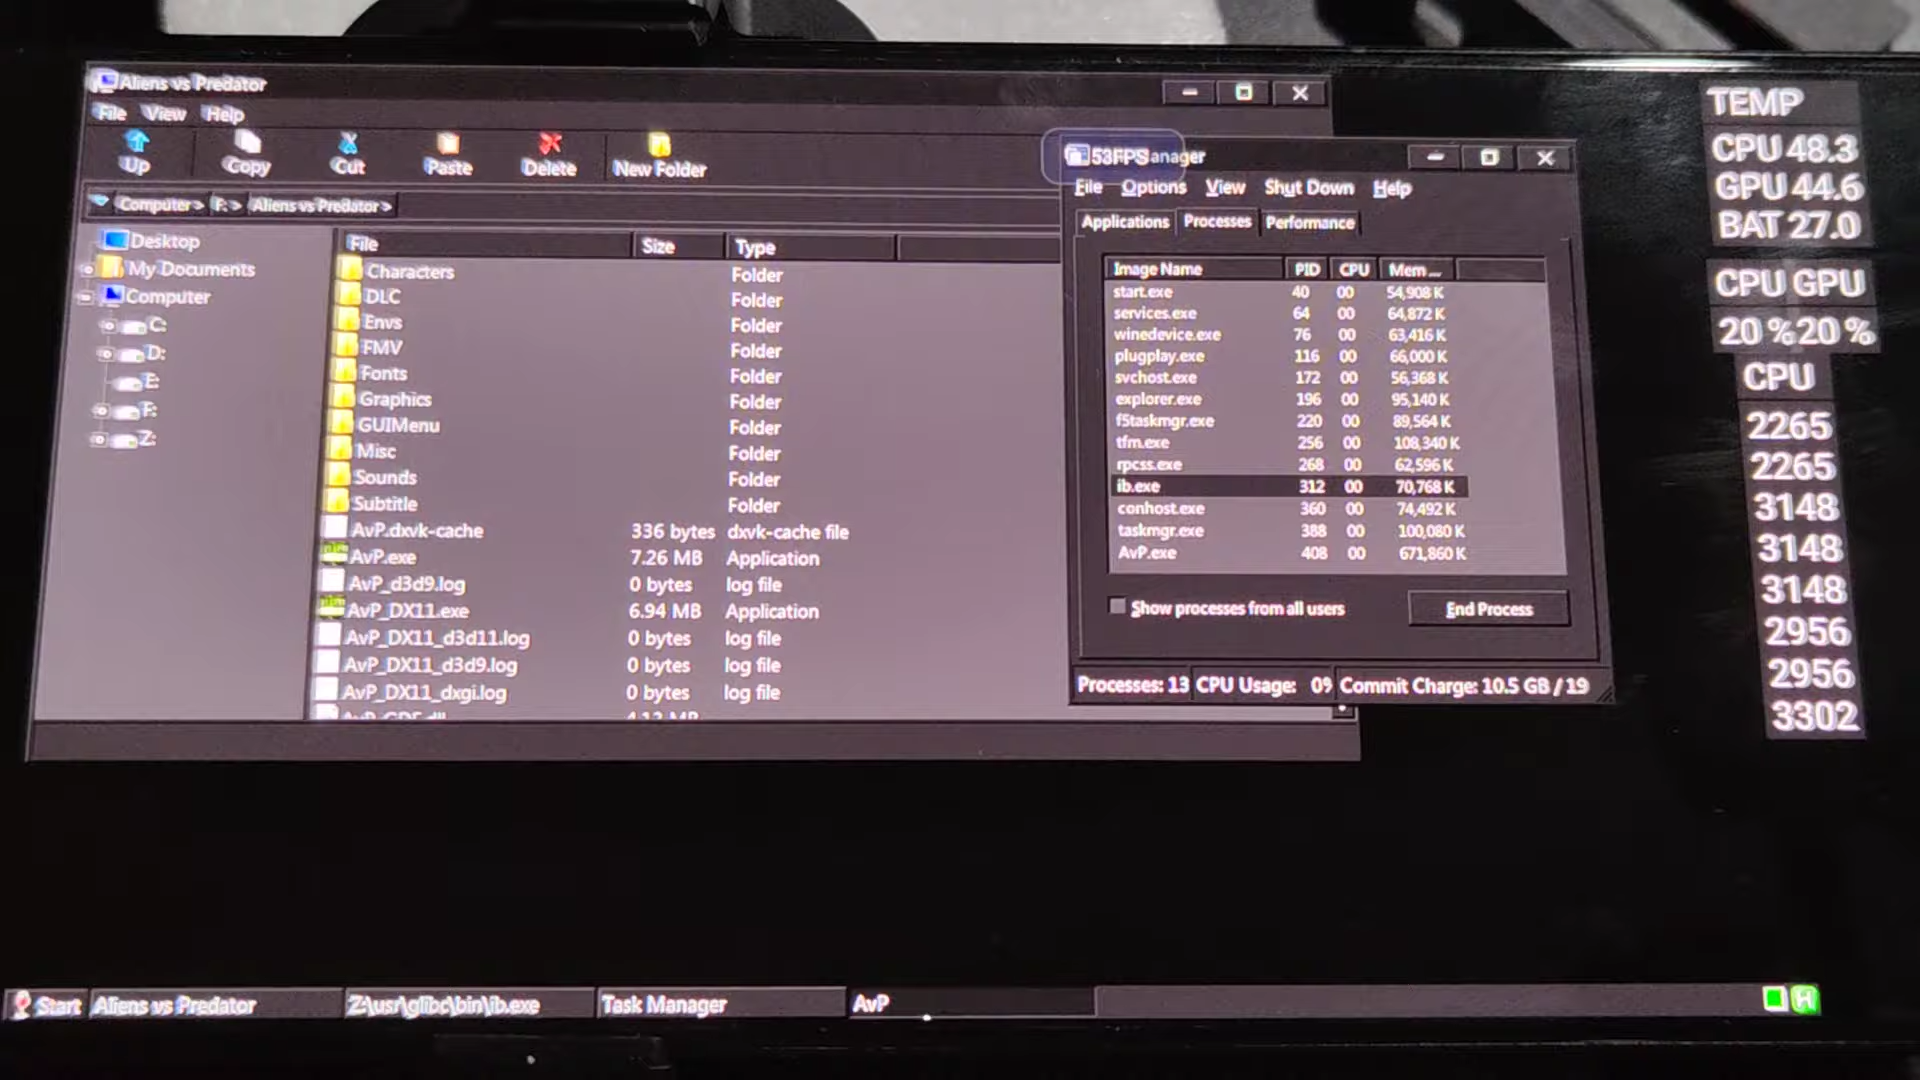 Aliens vs Predator
File View Help
Up Copy Cut Paste Delete New Folder
Computer > F: > Aliens vs Predator >
Desktop
My Documents
Computer
C:
D:
E:
F:
Z:
File Size Type
Characters Folder
DLC Folder
Envs Folder
FMV Folder
Fonts Folder
Graphics Folder
GUIMenu Folder
Misc Folder
Sounds Folder
Subtitle Folder
AvP.dxvk-cache 336 bytes dxvk-cache file
AvP.exe 7.26 MB Application
AvP_d3d9.log 0 bytes log file
AvP_DX11.exe 6.94 MB Application
AvP_DX11_d3d11.log 0 bytes log file
AvP_DX11_d3d9.log 0 bytes log file
AvP_DX11_dxgi.log 0 bytes log file
53FPS anager
File Options View Shut Down Help
Applications Processes Performance
Image Name PID CPU Mem ...
start.exe 40 00 54,908 K
services.exe 64 00 64,872 K
winedevice.exe 76 00 63,416 K
plugplay.exe 116 00 66,000 K
svchost.exe 172 00 56,368 K
explorer.exe 196 00 95,140 K
f5taskmgr.exe 220 00 89,564 K
tfm.exe 256 00 108,340 K
rpcss.exe 268 00 62,596 K
ib.exe 312 00 70,768 K
conhost.exe 360 00 74,492 K
taskmgr.exe 388 00 100,080 K
AvP.exe 408 00 671,860 K
Show processes from all users End Process
Processes: 13 CPU Usage: 0% Commit Charge: 10.5 GB / 19
TEMP
CPU 48.3
GPU 44.6
BAT 27.0
CPU GPU
20 % 20 %
CPU
2265
2265
3148
3148
3148
2956
2956
3302
Start Aliens vs Predator Z:\usr\glibc\bin\ib.exe Task Manager AvP
H